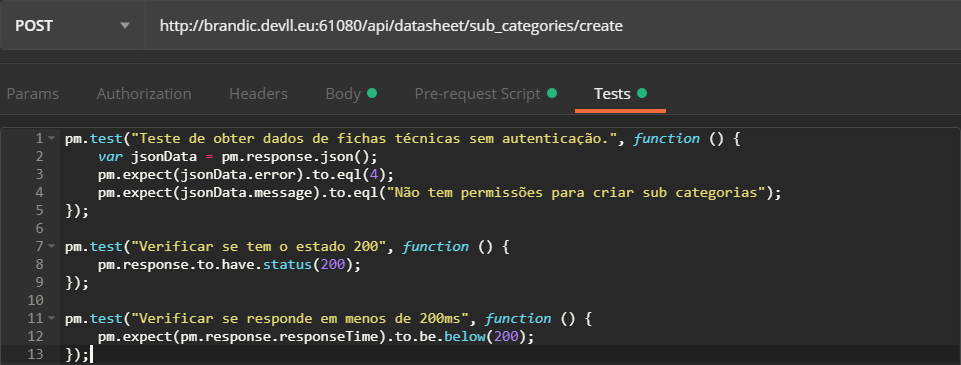 POST http://brandic.devll.eu:61080/api/datasheet/sub_categories/create
Params Authorization Headers Body Pre-request Script Tests
1 pm.test("Teste de obter dados de fichas técnicas sem autenticação.", function () {
2 var jsonData = pm.response.json();
3 pm.expect(jsonData.error).to.eql(4);
4 pm.expect(jsonData.message).to.eql("Não tem permissões para criar sub categorias");
5 });
6
7 pm.test("Verificar se tem o estado 200", function () {
8 pm.response.to.have.status(200);
9 });
10
11 pm.test("Verificar se responde em menos de 200ms", function () {
12 pm.expect(pm.response.responseTime).to.be.below(200);
13 });